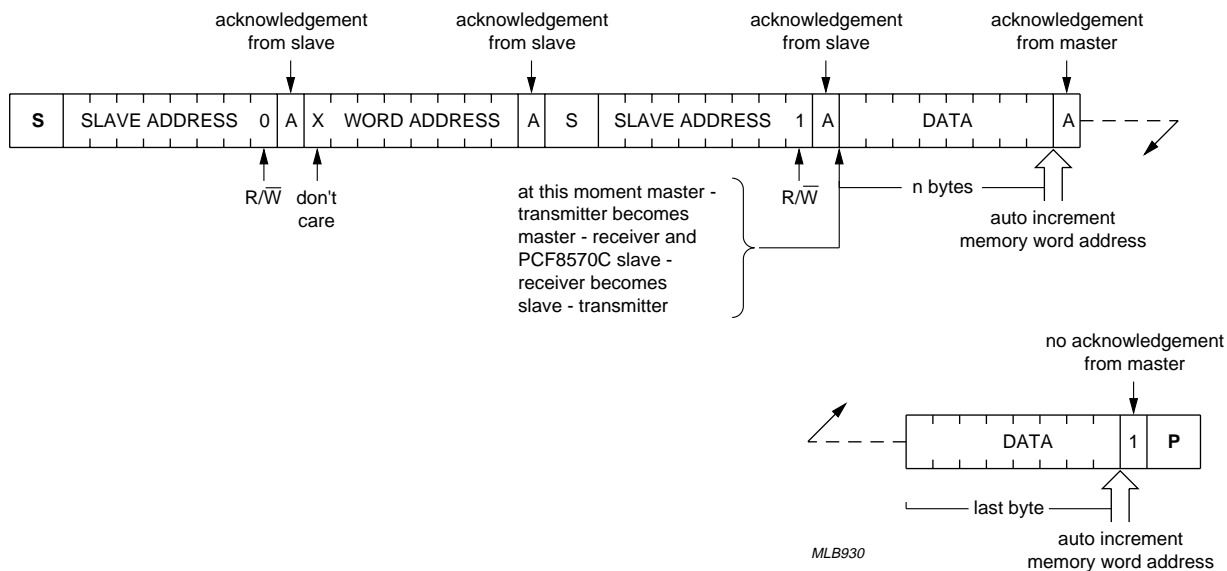 acknowledgement
from slave
acknowledgement
from slave
acknowledgement
from slave
acknowledgement
from master
S SLAVE ADDRESS 0 A X WORD ADDRESS A S SLAVE ADDRESS 1 A DATA A
R/W̅
don't
care
at this moment master -
transmitter becomes
master - receiver and
PCF8570C slave -
receiver becomes
slave - transmitter
R/W̅
n bytes
auto increment
memory word address
no acknowledgement
from master
DATA 1 P
last byte
auto increment
memory word address
MLB930